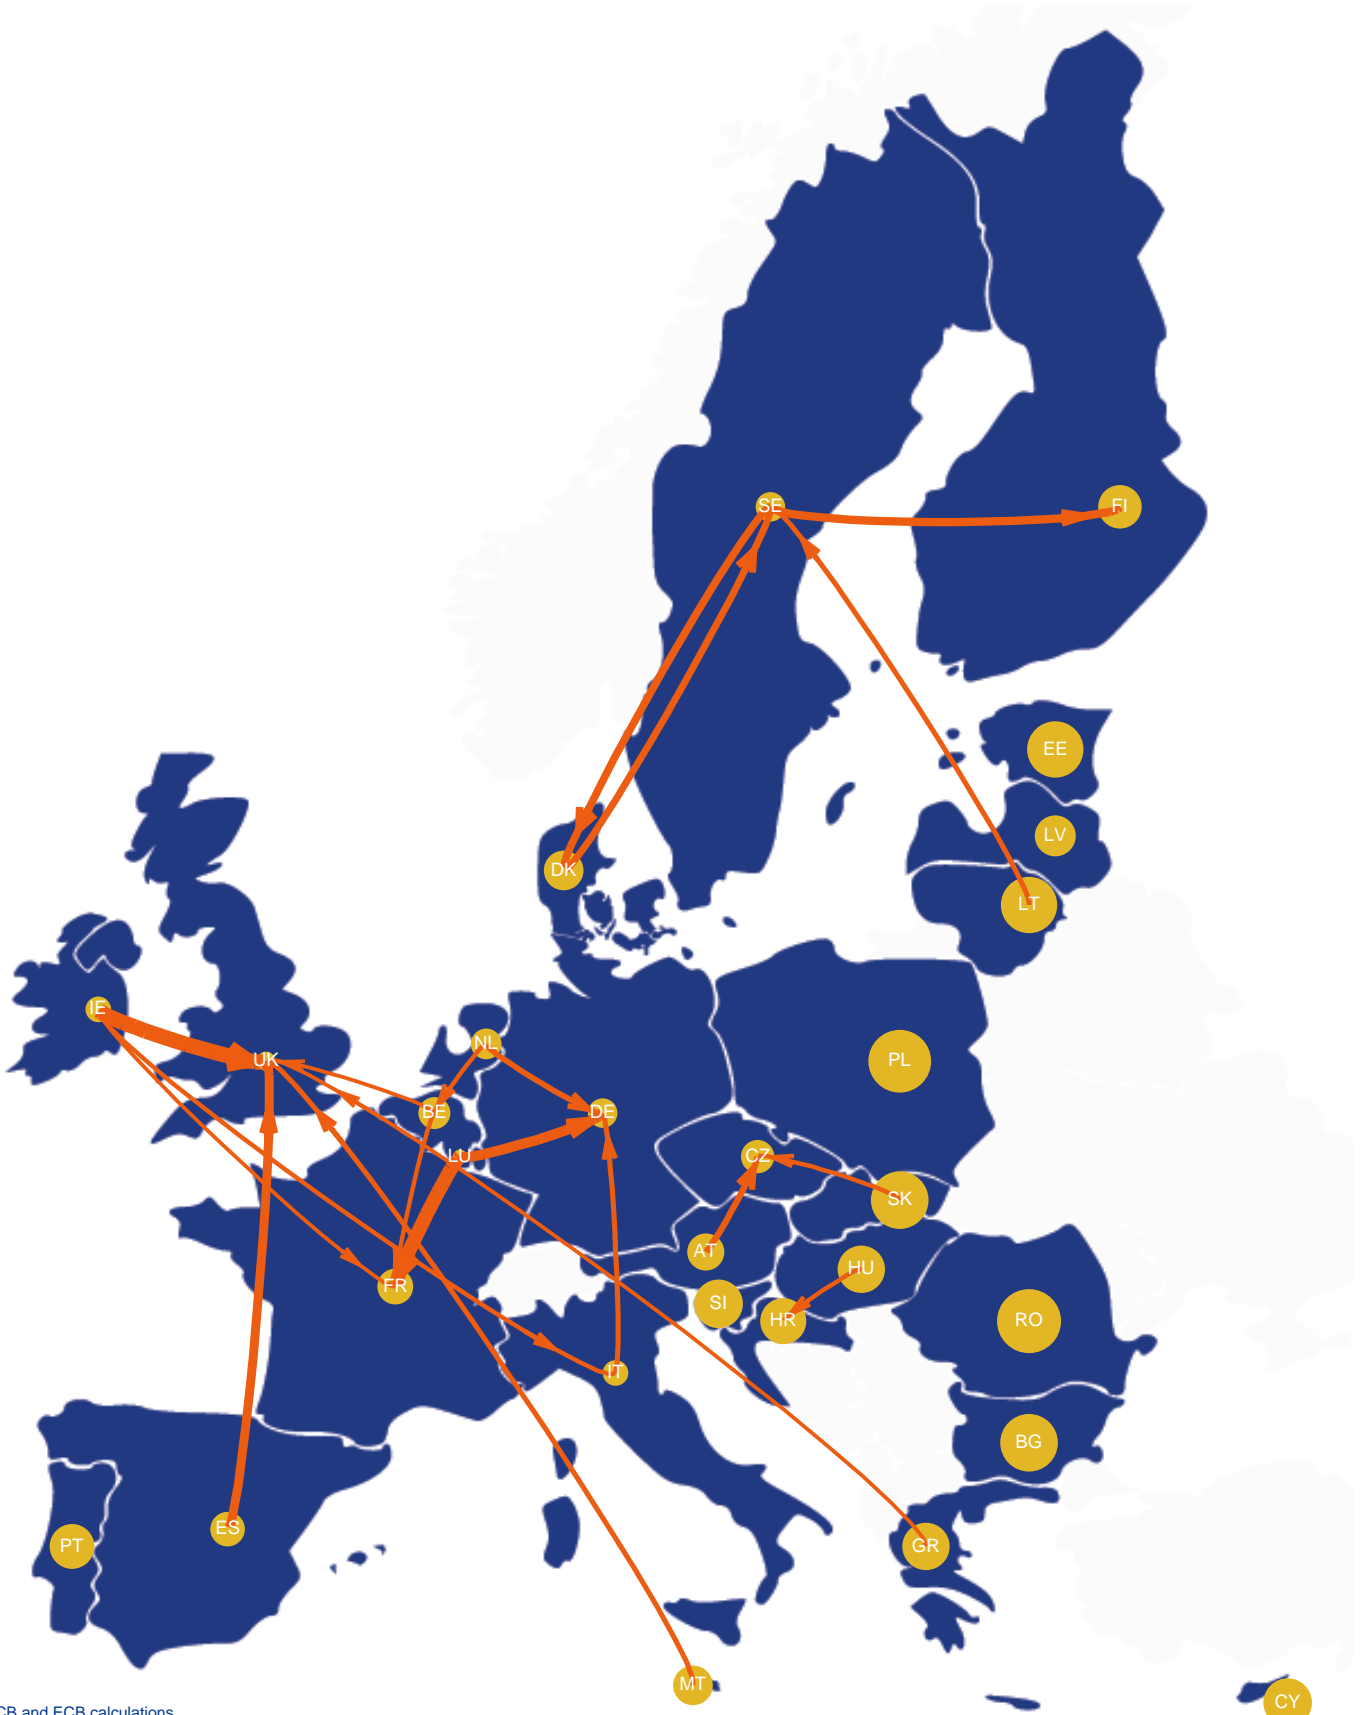 SE
FI
EE
LV
DK
LT
IE
NL
UK
PL
BE
DE
LU
CZ
SK
AT
HU
FR
SI
HR
RO
IT
BG
ES
PT
GR
MT
CY
CB and ECB calculations